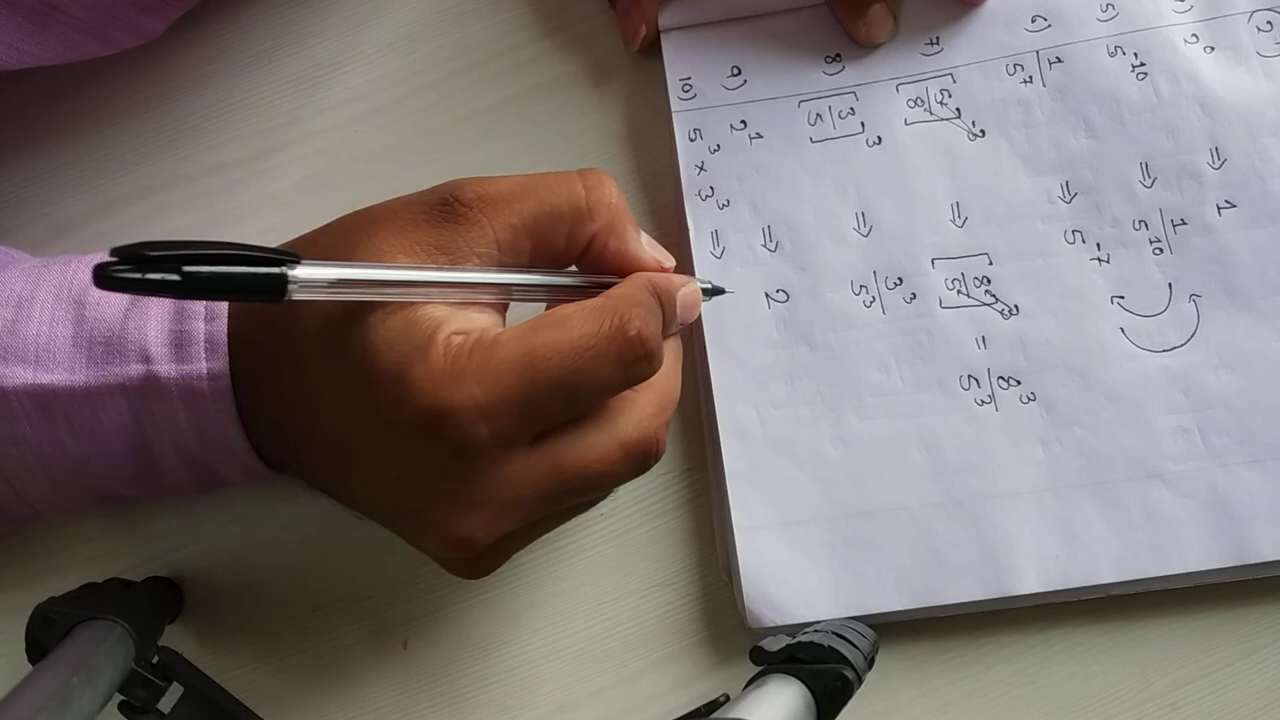 5) 5^-10 ⇒ 1/5^10
6) 1/5^7 ⇒ 5^-7
7) [5/8]^-3 ⇒ [8/5]^3 = 8^3/5^3
8) [3/5]^3 ⇒ 3^3/5^3
9) 2^1 ⇒ 2
10) 5^3 × 3^3 ⇒